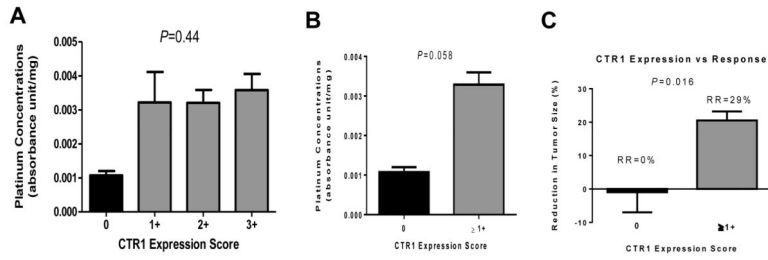 A
P=0.44
Platinum Concentrations
(absorbance unit/mg)
0.005
0.004
0.003
0.002
0.001
0.000
0
1+
2+
3+
CTR1 Expression Score
B
P=0.058
Platinum Concentrations
(absorbance unit/mg)
0.004
0.003
0.002
0.001
0.000
0
≥ 1+
CTR1 Expression Score
C
CTR1 Expression vs Response
P=0.016
RR=29%
RR=0%
Reduction in Tumor Size (%)
30
20
10
0
-10
0
≥1+
CTR1 Expression Score